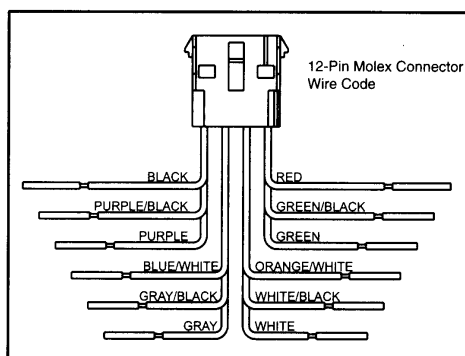 12-Pin Molex Connector
Wire Code
BLACK
RED
PURPLE/BLACK
GREEN/BLACK
PURPLE
GREEN
BLUE/WHITE
ORANGE/WHITE
GRAY/BLACK
WHITE/BLACK
GRAY
WHITE